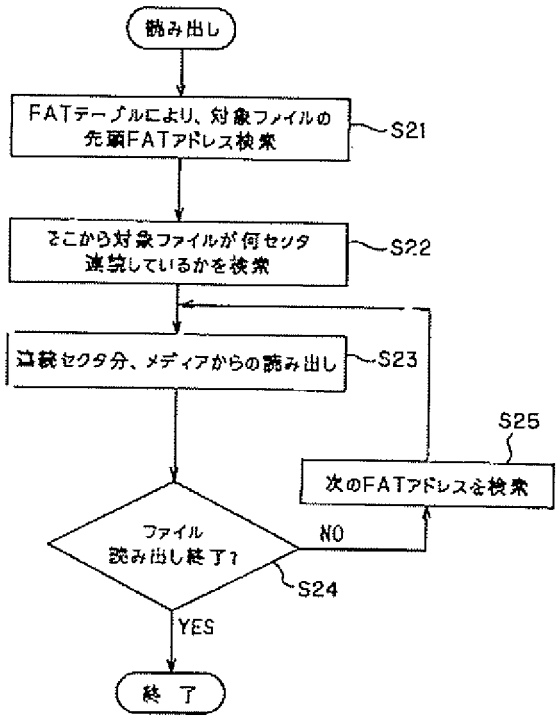 読み出し
FATテーブルにより、対象ファイルの
先頭FATアドレス検索
S21
そこから対象ファイルが何セクタ
連続しているかを検索
S22
連続セクタ分、メディアからの読み出し
S23
S25
次のFATアドレスを検索
ファイル
読み出し終了?
NO
S24
YES
終了